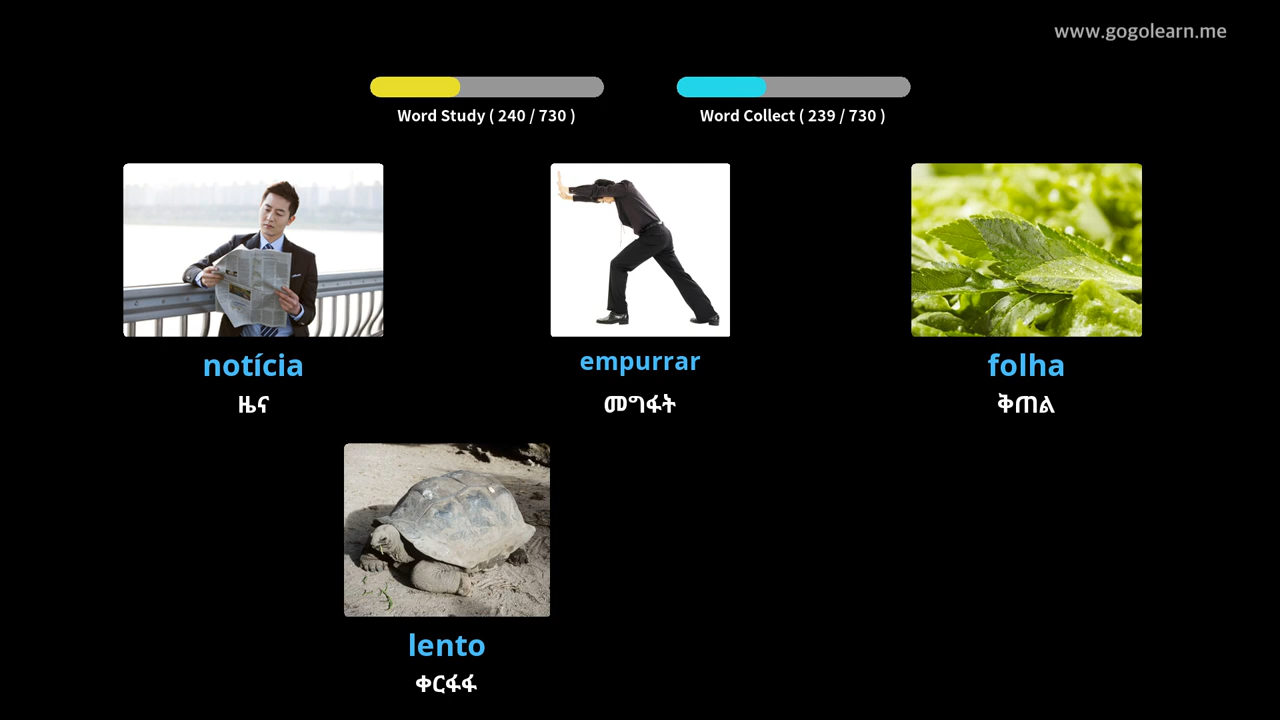 www.gogolearn.me
Word Study ( 240 / 730 )
Word Collect ( 239 / 730 )
notícia
ዜና
empurrar
መግፋት
folha
ቅጠል
lento
ቀርፋፋ